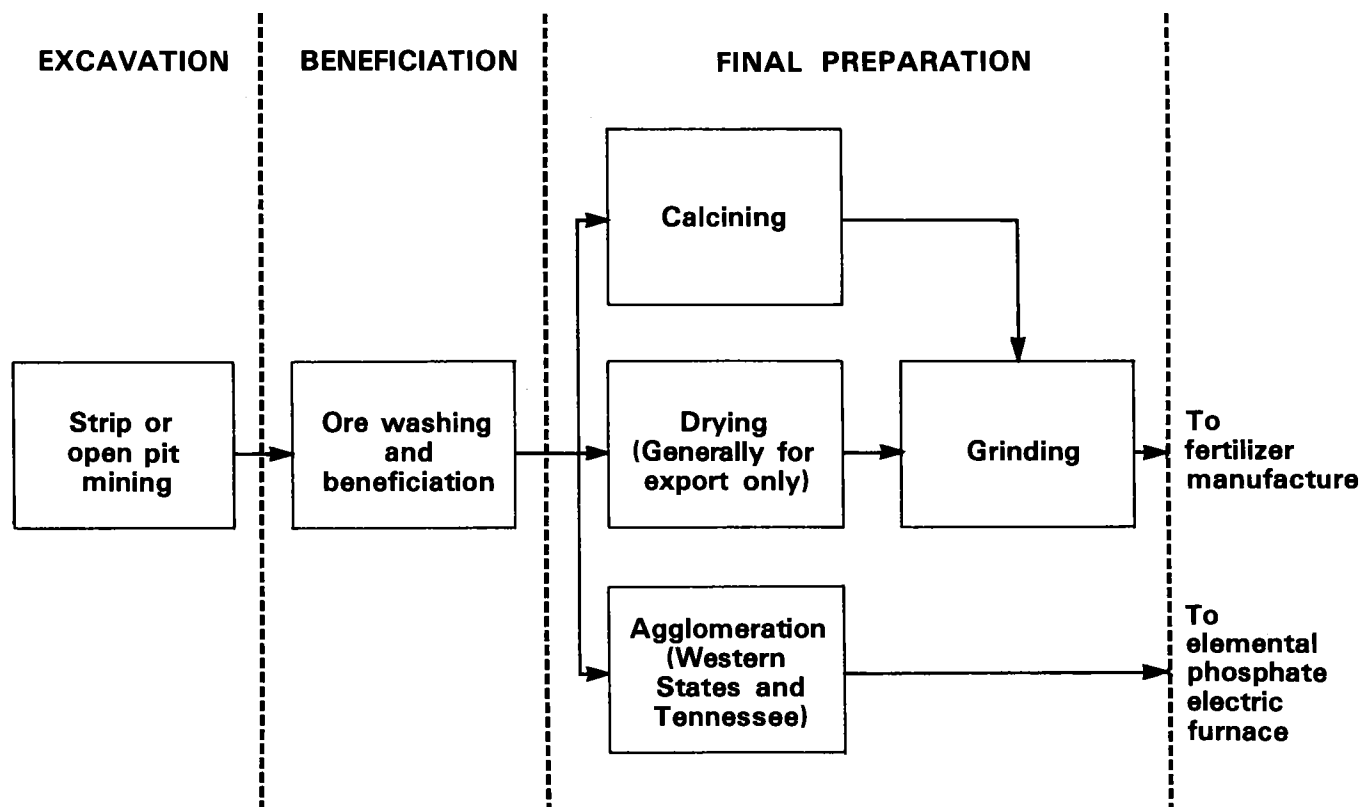 EXCAVATION
BENEFICIATION
FINAL PREPARATION
Calcining
Strip or
open pit
mining
Ore washing
and
beneficiation
Drying
(Generally for
export only)
Grinding
To
fertilizer
manufacture
Agglomeration
(Western
States and
Tennessee)
To
elemental
phosphate
electric
furnace